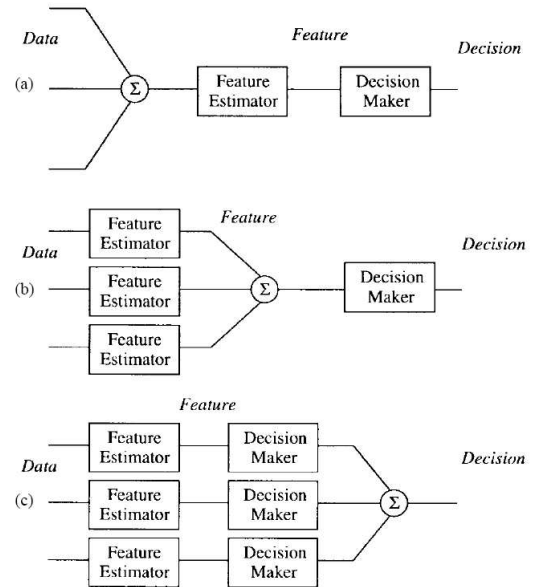 Data
Feature
Decision
(a)
Σ
Feature
Estimator
Decision
Maker
Feature
Estimator
Feature
Data
Decision
(b)
Feature
Estimator
Σ
Decision
Maker
Feature
Estimator
Feature
Feature
Estimator
Decision
Maker
Data
Decision
(c)
Feature
Estimator
Decision
Maker
Σ
Feature
Estimator
Decision
Maker